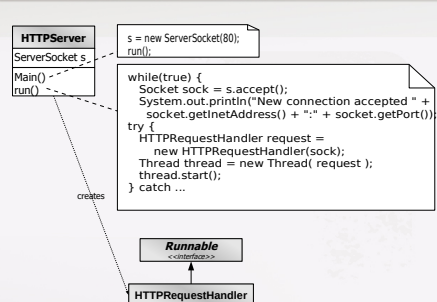 HTTPServer
ServerSocket s
Main()
run()
s = new ServerSocket(80);
run();
while(true) {
Socket sock = s.accept();
System.out.println("New connection accepted " +
socket.getInetAddress() + ":" + socket.getPort());
try {
HTTPRequestHandler request =
new HTTPRequestHandler(sock);
Thread thread = new Thread( request );
thread.start();
} catch ...
creates
Runnable
<<interface>>
HTTPRequestHandler